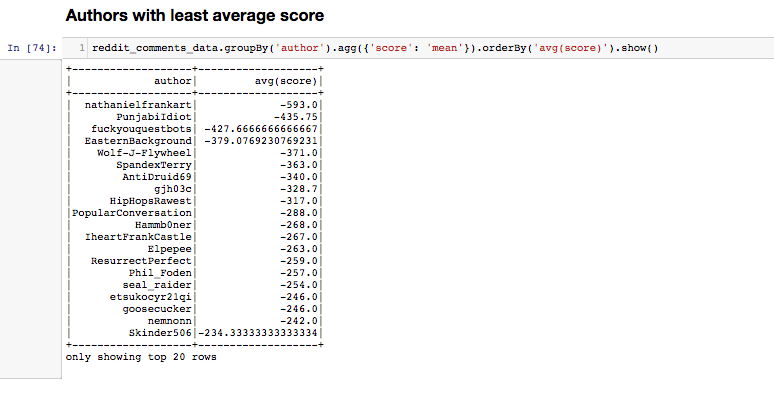 Authors with least average score
In [74]: 1 reddit_comments_data.groupBy('author').agg({'score': 'mean'}).orderBy('avg(score)').show()
+--------------------+-------------------+
|              author|         avg(score)|
+--------------------+-------------------+
|   nathanielfrankart|             -593.0|
|        PunjabiIdiot|            -435.75|
|    fuckyouquestbots| -427.6666666666667|
|   EasternBackground| -379.0769230769231|
|     Wolf-J-Flywheel|             -371.0|
|        SpandexTerry|             -363.0|
|         AntiDruid69|             -340.0|
|              gjh03c|             -328.7|
|       HipHopsRawest|             -317.0|
| PopularConversation|             -288.0|
|           Hammb0ner|             -268.0|
|   IheartFrankCastle|             -267.0|
|             Elpepee|             -263.0|
|    ResurrectPerfect|             -259.0|
|          Phil_Foden|             -257.0|
|         seal_raider|             -254.0|
|       etsukocyr21qi|             -246.0|
|         goosecucker|             -246.0|
|             nemnonn|             -242.0|
|          Skinder506|-234.33333333333334|
+--------------------+-------------------+
only showing top 20 rows